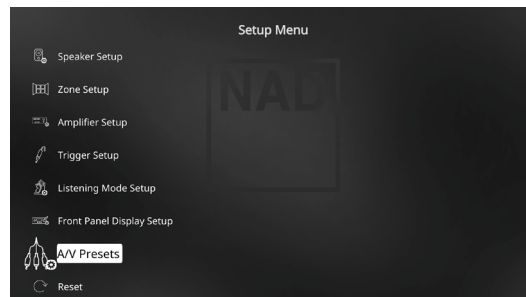 Setup Menu
Speaker Setup
Zone Setup
Amplifier Setup
Trigger Setup
Listening Mode Setup
Front Panel Display Setup
A/V Presets
Reset
NAD